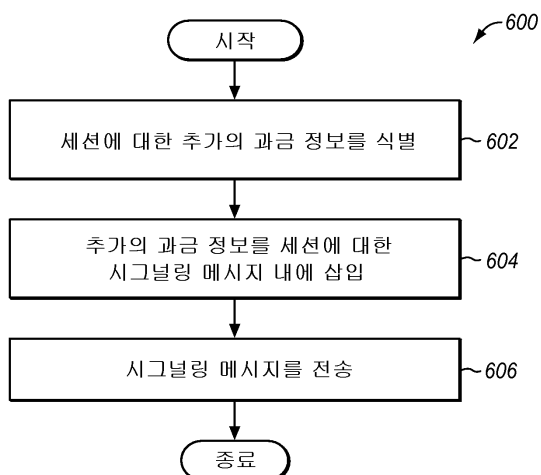 600
시작
세션에 대한 추가의 과금 정보를 식별
602
추가의 과금 정보를 세션에 대한
시그널링 메시지 내에 삽입
604
시그널링 메시지를 전송
606
종료